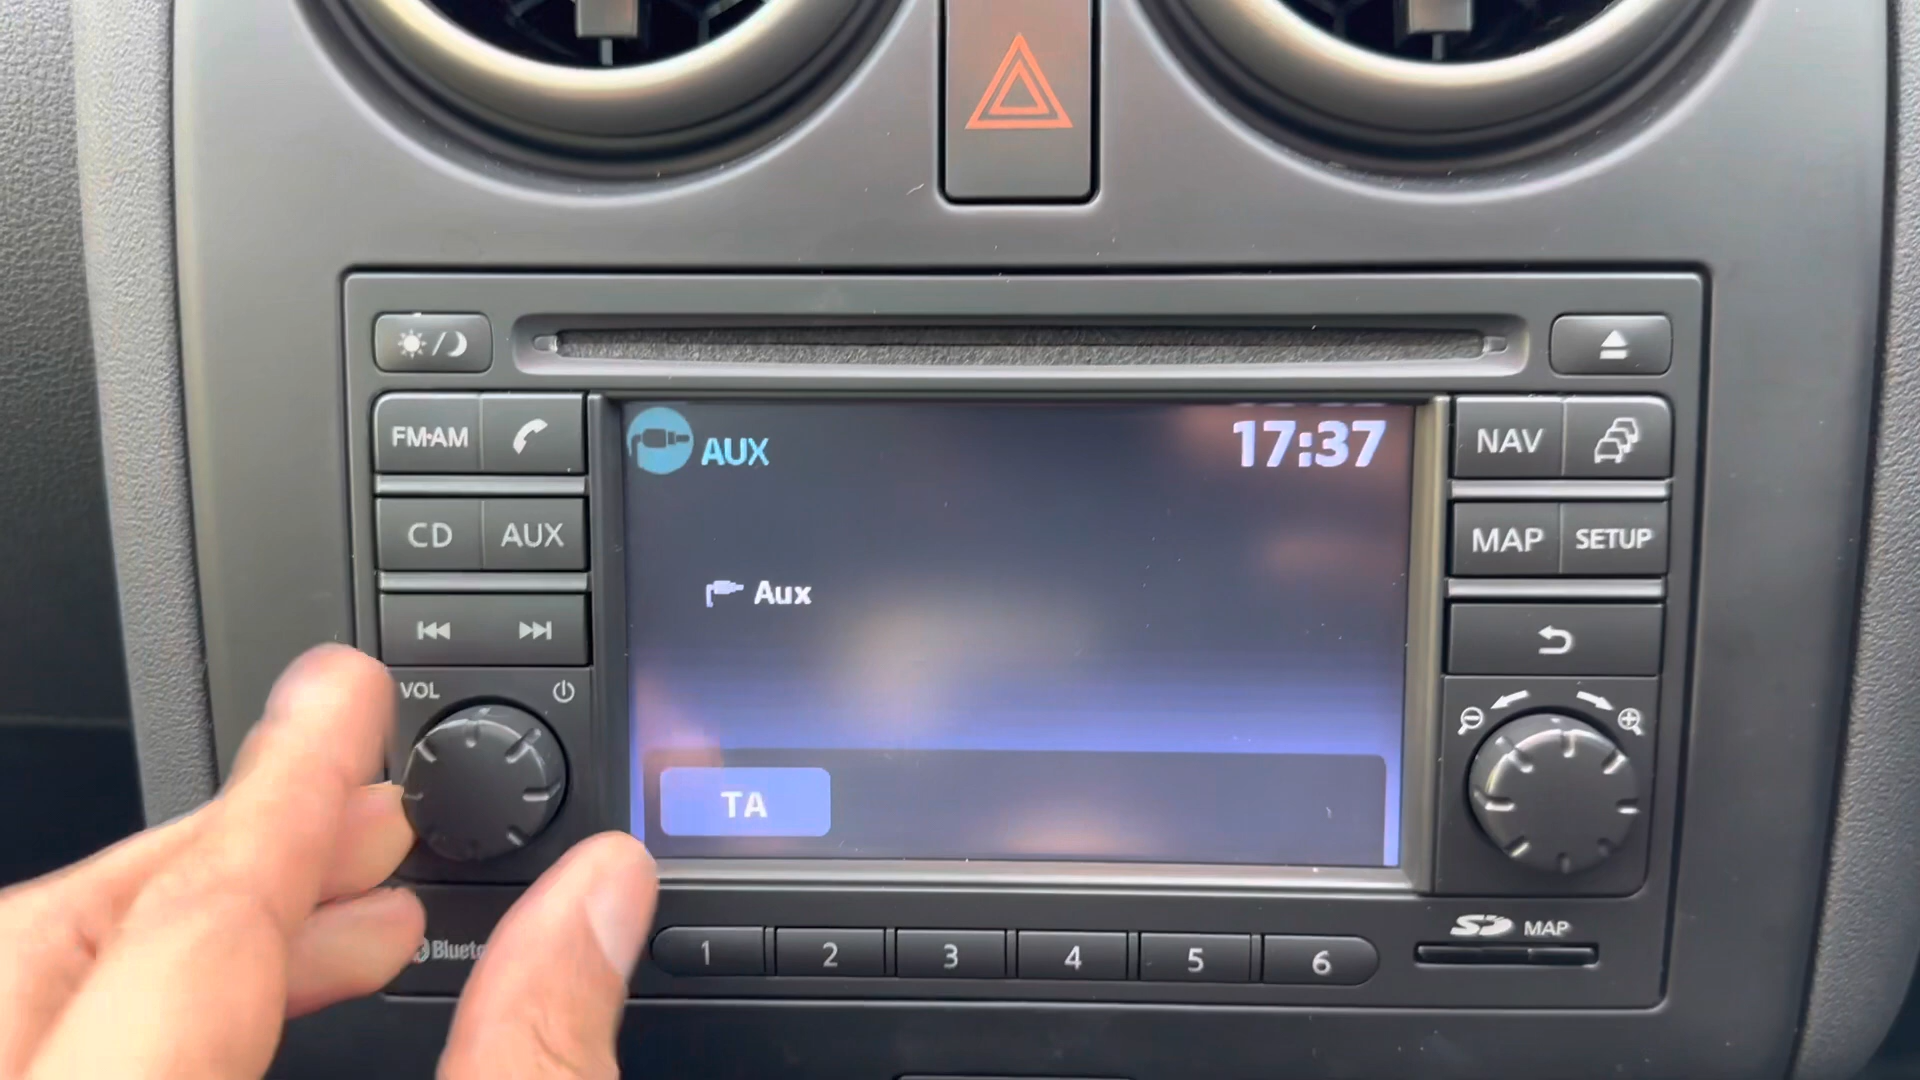 FM·AM
AUX
17:37
NAV
CD AUX
MAP SETUP
Aux
VOL
TA
1 2 3 4 5 6
SD MAP